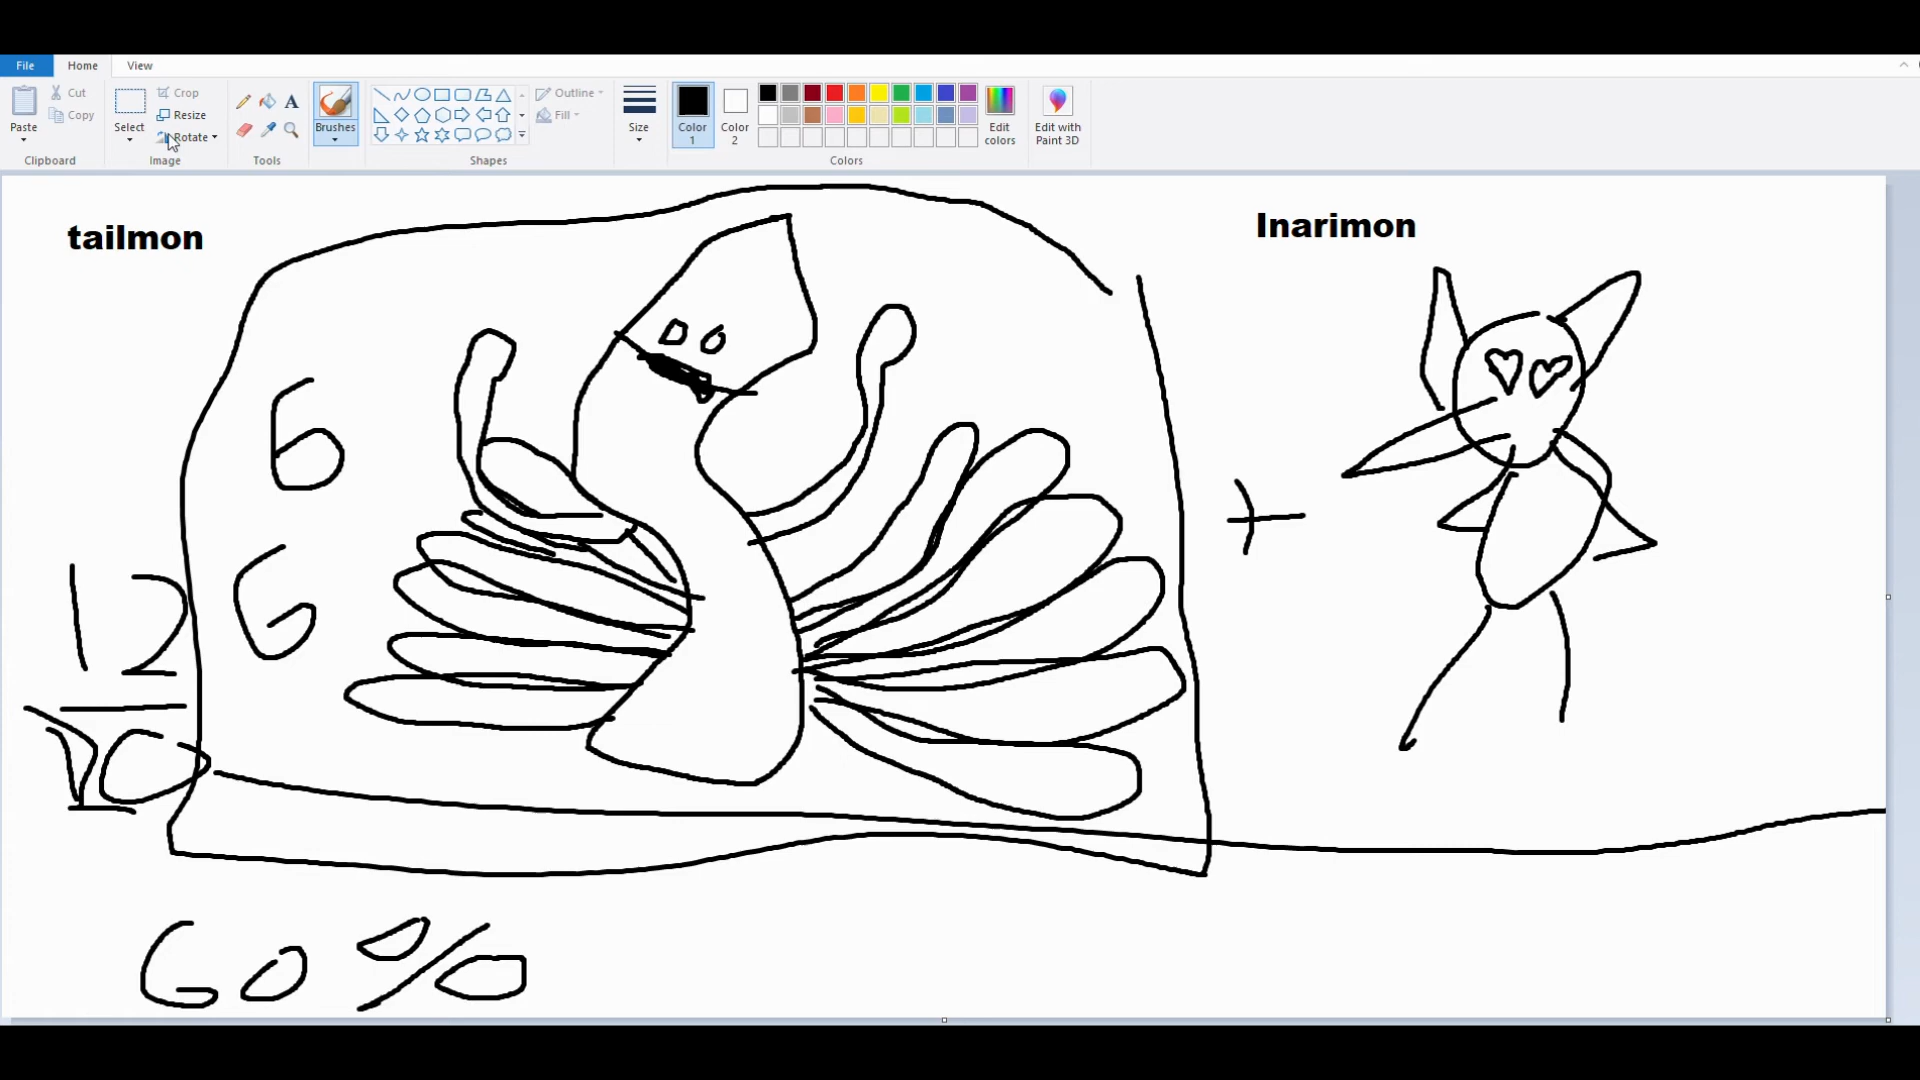 File Home View
Cut
Copy
Paste
Clipboard
Crop
Resize
Rotate
Select
Image
Tools
Brushes
Outline
Fill
Shapes
Size
Color 1
Color 2
Edit colors
Colors
Edit with Paint 3D
tailmon
Inarimon
6
6
12
+
60%